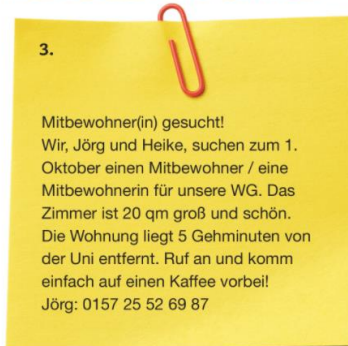 3.
Mitbewohner(in) gesucht!
Wir, Jörg und Heike, suchen zum 1.
Oktober einen Mitbewohner / eine
Mitbewohnerin für unsere WG. Das
Zimmer ist 20 qm groß und schön.
Die Wohnung liegt 5 Gehminuten von
der Uni entfernt. Ruf an und komm
einfach auf einen Kaffee vorbei!
Jörg: 0157 25 52 69 87